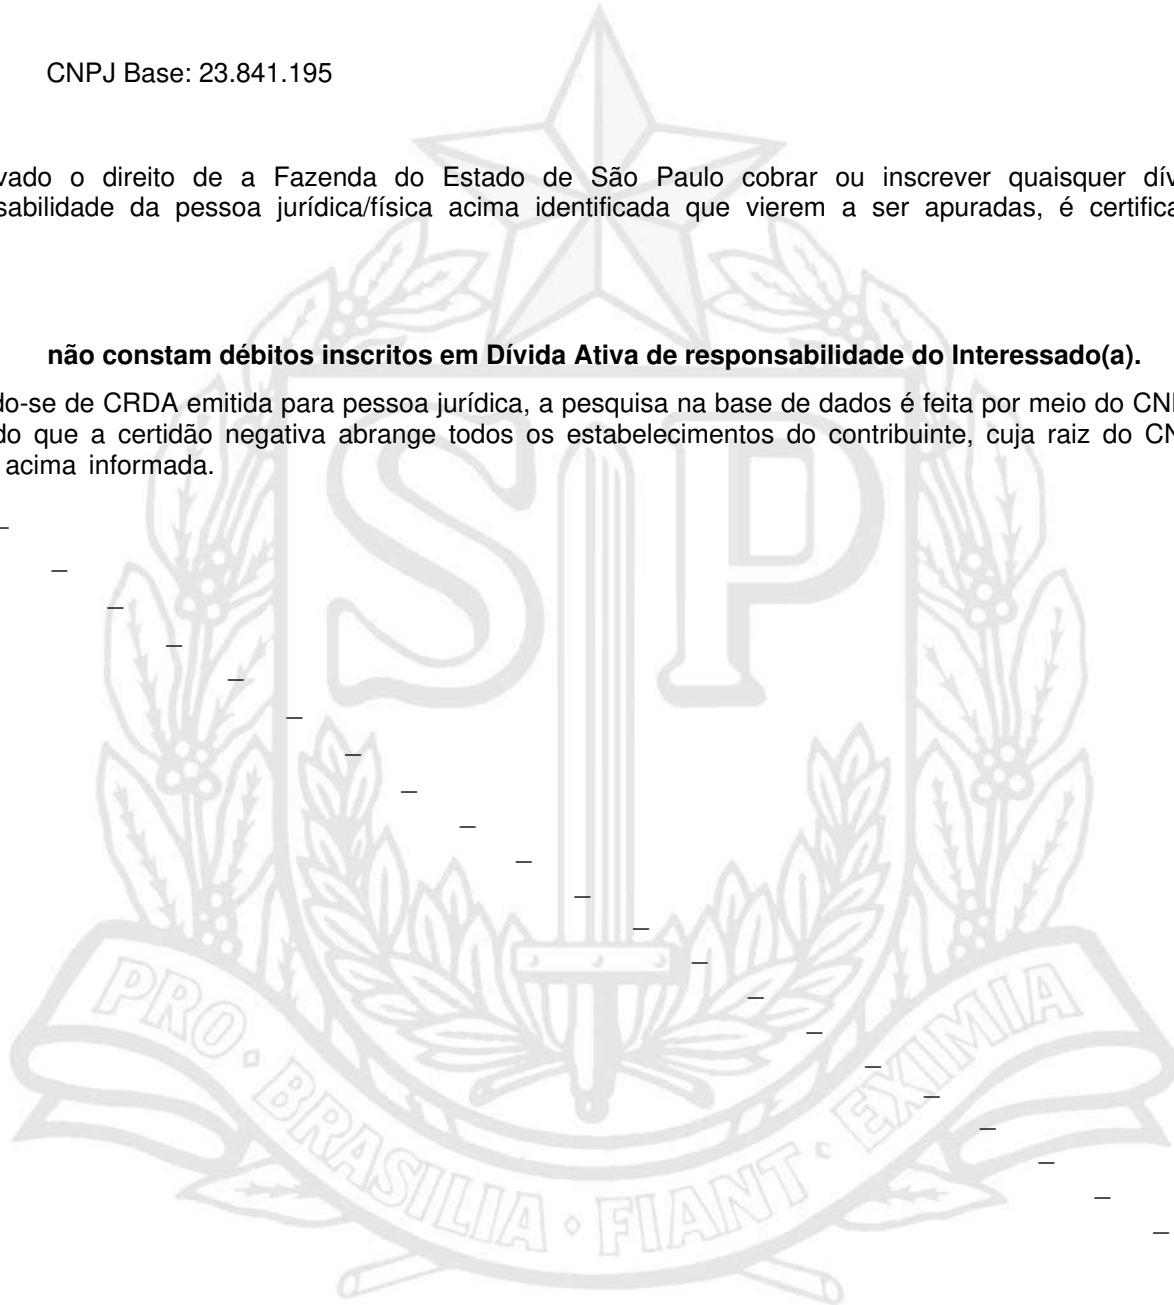 CNPJ Base: 23.841.195
vado o direito de a Fazenda do Estado de São Paulo cobrar ou inscrever quaisquer dív
sabilidade da pessoa jurídica/física acima identificada que vierem a ser apuradas, é certifica
não constam débitos inscritos em Dívida Ativa de responsabilidade do Interessado(a).
do-se de CRDA emitida para pessoa jurídica, a pesquisa na base de dados é feita por meio do CN
do que a certidão negativa abrange todos os estabelecimentos do contribuinte, cuja raiz do CN
acima informada.
SP
PRO • BRASILIA • FIANT • EXIMIA